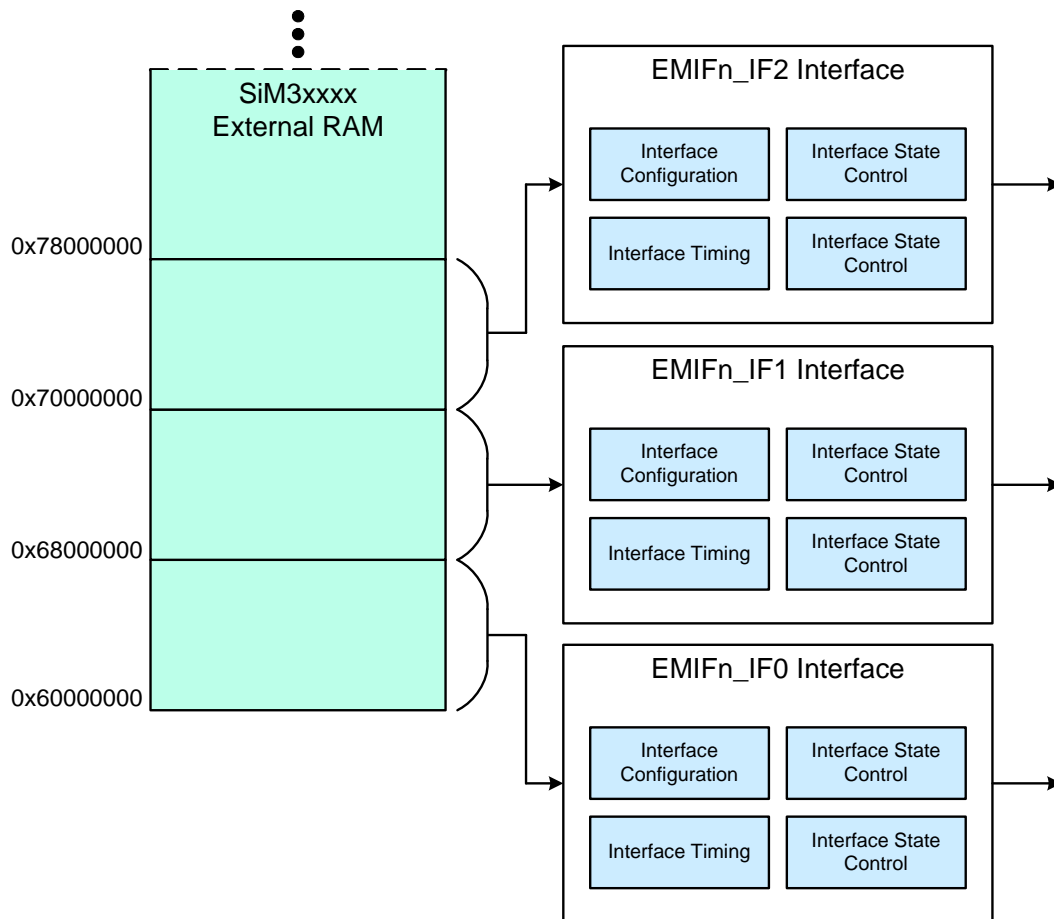 SiM3xxxx
External RAM
0x78000000
0x70000000
0x68000000
0x60000000
EMIFn_IF2 Interface
Interface
Configuration
Interface State
Control
Interface Timing
Interface State
Control
EMIFn_IF1 Interface
Interface
Configuration
Interface State
Control
Interface Timing
Interface State
Control
EMIFn_IF0 Interface
Interface
Configuration
Interface State
Control
Interface Timing
Interface State
Control